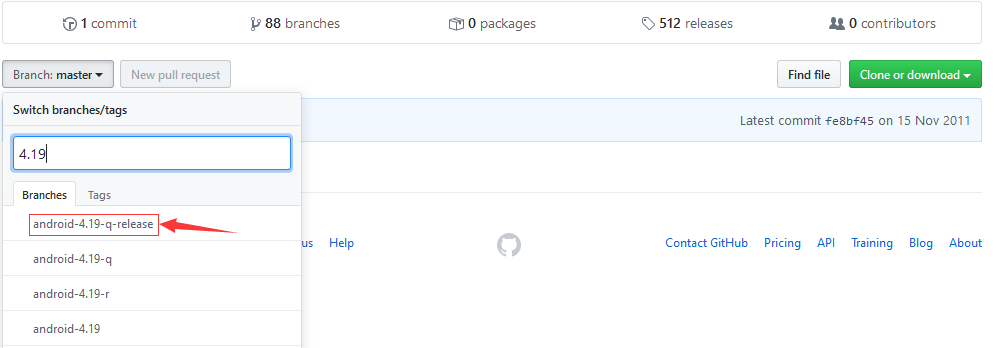 1 commit
88 branches
0 packages
512 releases
0 contributors
Branch: master
New pull request
Find file
Clone or download
Switch branches/tags
Latest commit fe8bf45 on 15 Nov 2011
4.19
Branches
Tags
android-4.19-q-release
us
Help
Contact GitHub
Pricing
API
Training
Blog
About
android-4.19-q
android-4.19-r
android-4.19